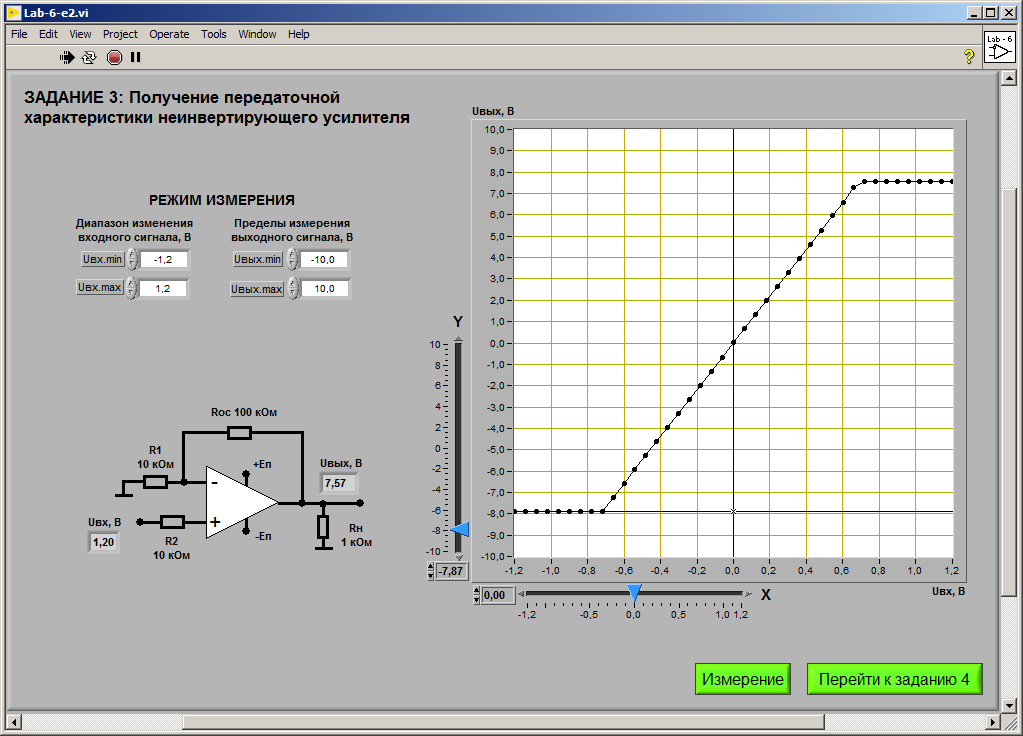 Lab-6-e2.vi
File Edit View Project Operate Tools Window Help
Lab - 6
?
ЗАДАНИЕ 3: Получение передаточной
характеристики неинвертирующего усилителя
РЕЖИМ ИЗМЕРЕНИЯ
Диапазон изменения
входного сигнала, В
Uвх.min -1,2
Uвх.max 1,2
Пределы измерения
выходного сигнала, В
Uвых.min -10,0
Uвых.max 10,0
Rос 100 кОм
R1
10 кОм
+Еп
-
+
-Еп
Uвх, В
1,20
R2
10 кОм
Uвых, В
7,57
Rн
1 кОм
Y
10
8
6
4
2
0
-2
-4
-6
-8
-10
-7,87
Uвых, В
10,0
9,0
8,0
7,0
6,0
5,0
4,0
3,0
2,0
1,0
0,0
-1,0
-2,0
-3,0
-4,0
-5,0
-6,0
-7,0
-8,0
-9,0
-10,0
-1,2 -1,0 -0,8 -0,6 -0,4 -0,2 0,0 0,2 0,4 0,6 0,8 1,0 1,2
Uвх, В
0,00
X
-1,2 -0,5 0,0 0,5 1,0 1,2
Измерение
Перейти к заданию 4